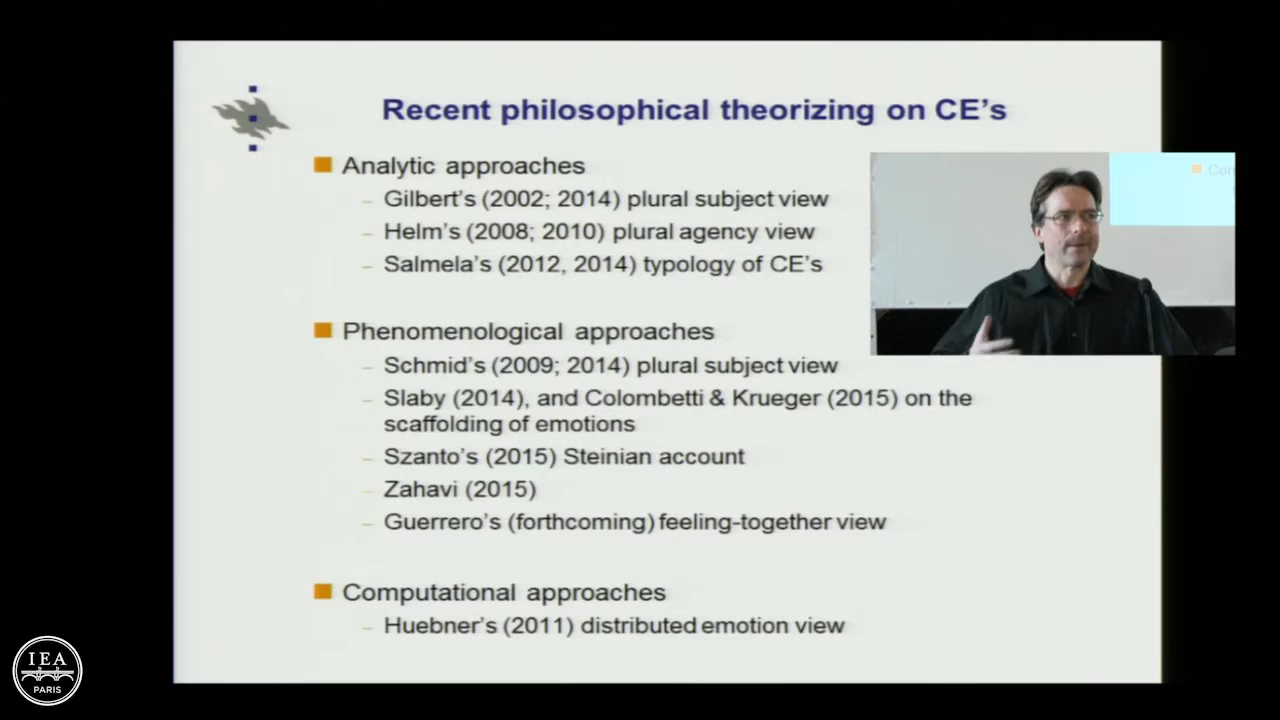 Recent philosophical theorizing on CE's
Analytic approaches
Con
– Gilbert's (2002; 2014) plural subject view
– Helm's (2008; 2010) plural agency view
– Salmela's (2012, 2014) typology of CE's
Phenomenological approaches
– Schmid's (2009; 2014) plural subject view
– Slaby (2014), and Colombetti & Krueger (2015) on the
scaffolding of emotions
– Szanto's (2015) Steinian account
– Zahavi (2015)
– Guerrero's (forthcoming) feeling-together view
Computational approaches
– Huebner's (2011) distributed emotion view
IEA
PARIS